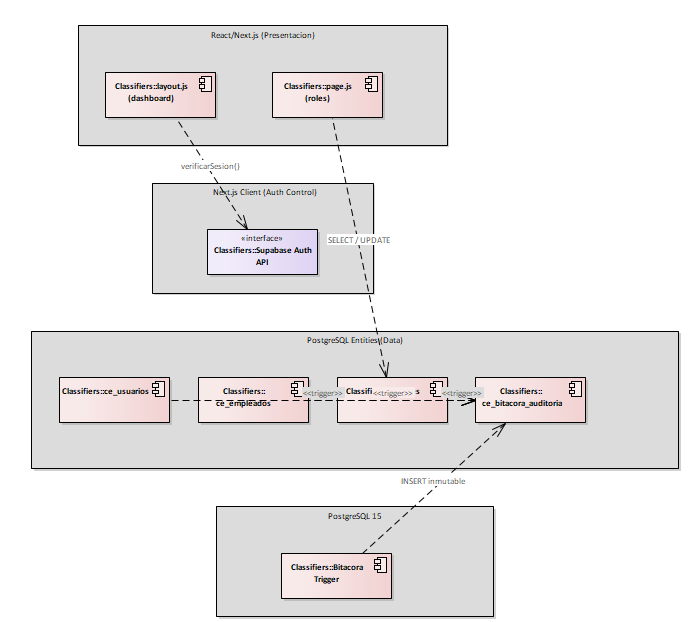 React/Next.js (Presentacion)
Classifiers::layout.js
(dashboard)
Classifiers::page.js
(roles)
verificarSesion()
Next.js Client (Auth Control)
«interface»
Classifiers::Supabase Auth
API
SELECT / UPDATE
PostgreSQL Entities (Data)
Classifiers::ce_usuarios
Classifiers::
ce_empleados
<<trigger>>
<<trigger>>
<<trigger>>
Classifiers::
ce_bitacora_auditoria
INSERT inmutable
PostgreSQL 15
Classifiers::Bitacora
Trigger